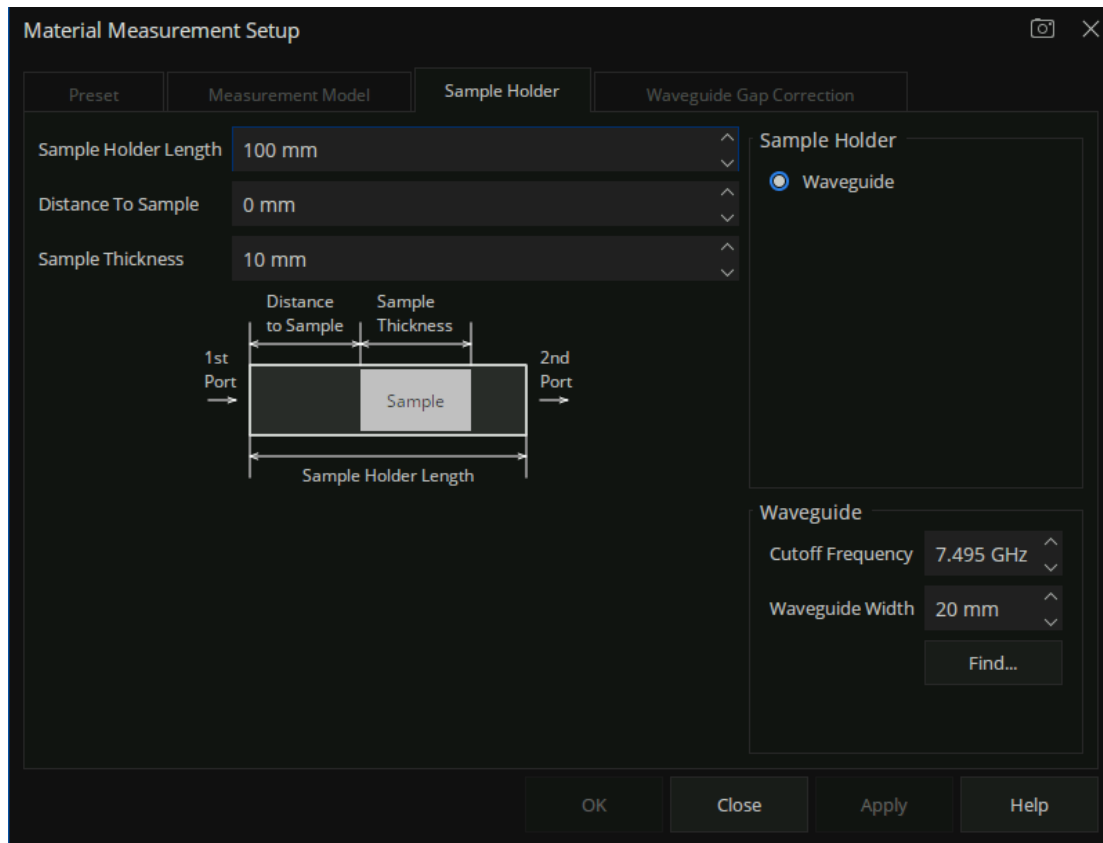 Material Measurement Setup
Preset
Measurement Model
Sample Holder
Waveguide Gap Correction
Sample Holder Length 100 mm
Distance To Sample 0 mm
Sample Thickness 10 mm
Distance
to Sample
Sample
Thickness
1st
Port
Sample
2nd
Port
Sample Holder Length
Sample Holder
Waveguide
Waveguide
Cutoff Frequency 7.495 GHz
Waveguide Width 20 mm
Find...
OK
Close
Apply
Help